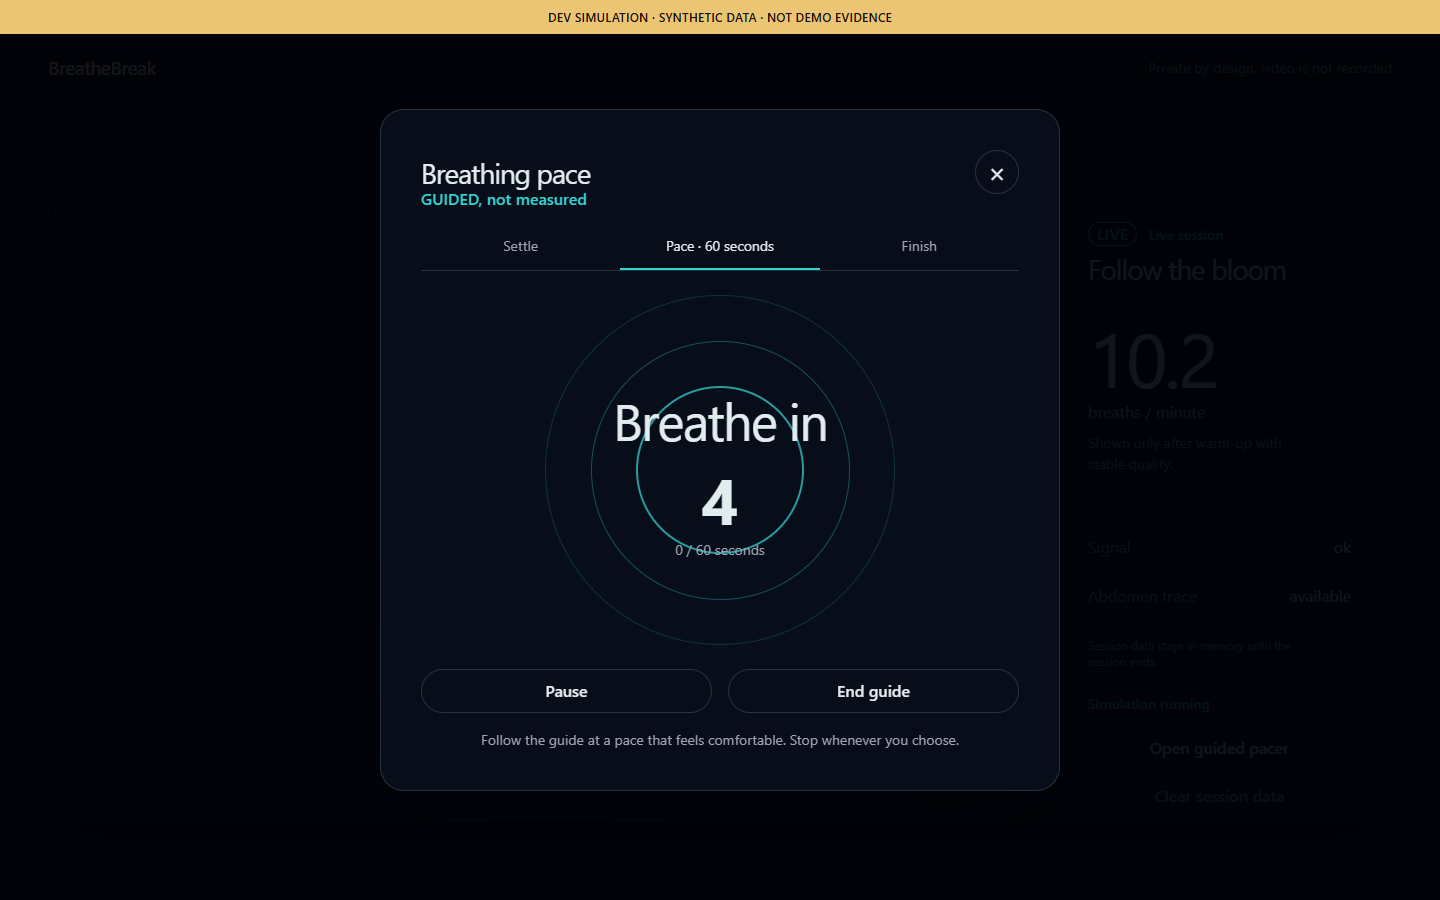 DEV SIMULATION · SYNTHETIC DATA · NOT DEMO EVIDENCE
BreatheBreak
Private by design, video is not recorded
Breathing pace
GUIDED, not measured
×
Settle
Pace · 60 seconds
Finish
Breathe in
4
0 / 60 seconds
Pause
End guide
Follow the guide at a pace that feels comfortable. Stop whenever you choose.
LIVE
Live session
Follow the bloom
10.2
breaths / minute
Shown only after warm-up with
stable quality.
Signal
ok
Abdomen trace
available
Session data stays in memory until the
session ends.
Simulation running
Open guided pacer
Clear session data